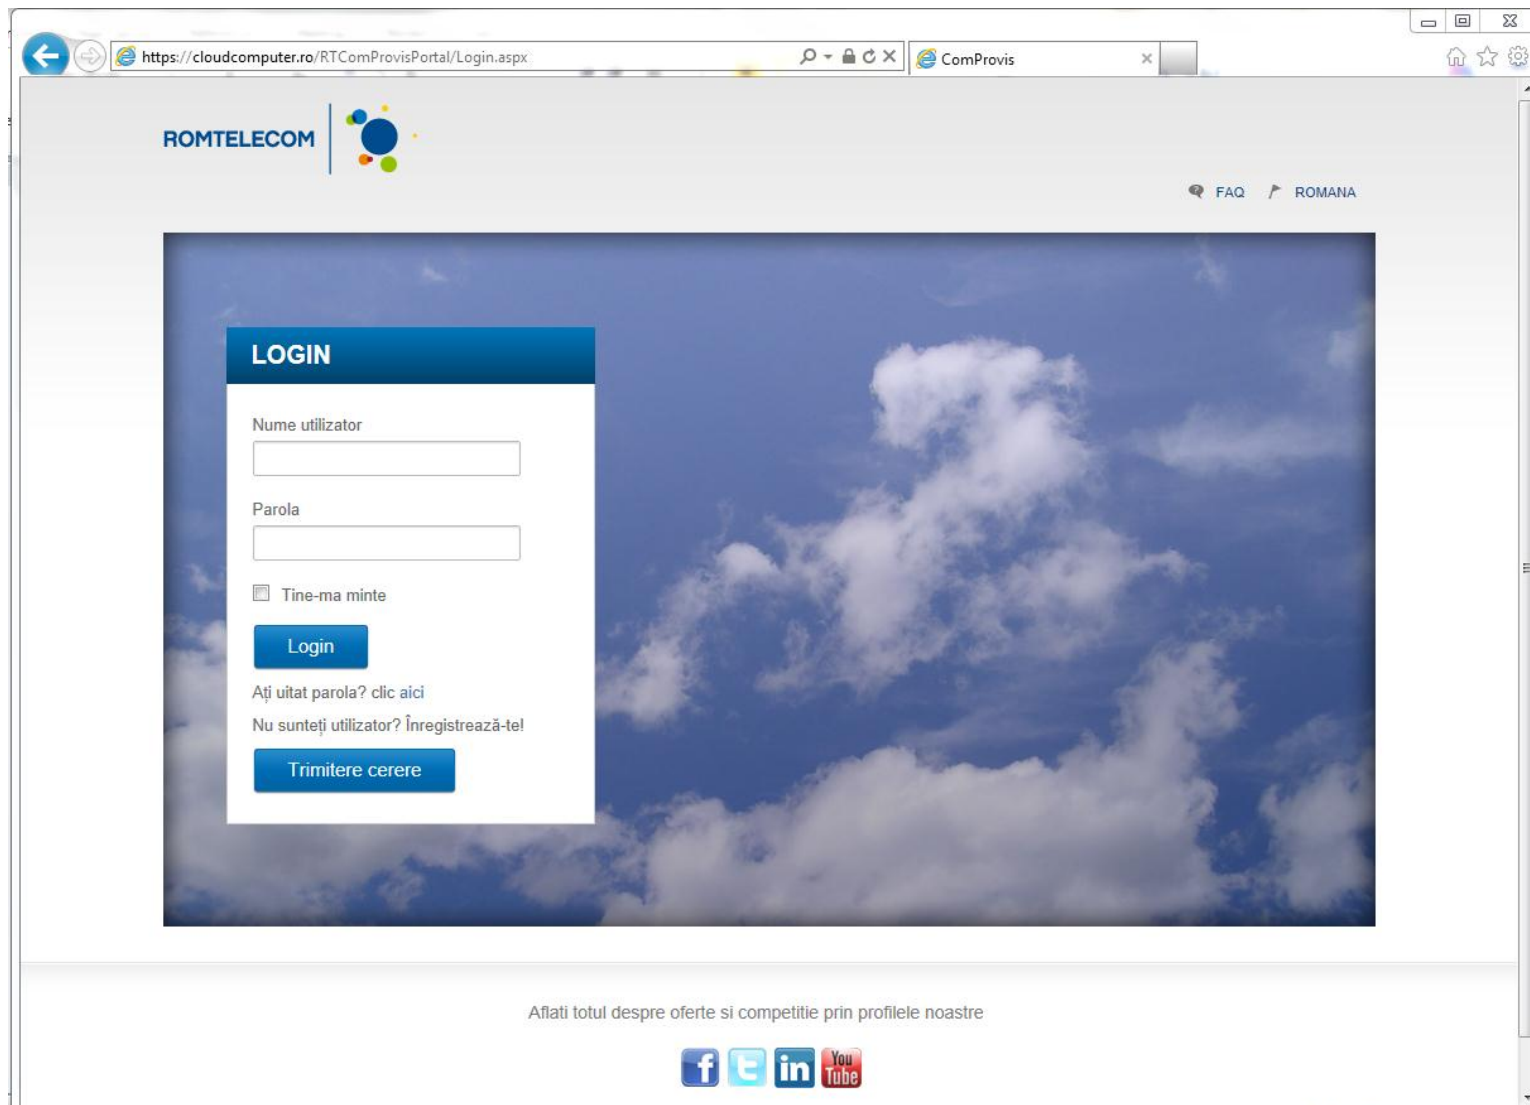 https://cloudcomputer.ro/RTComProvisPortal/Login.aspx
ComProvis
ROMTELECOM
FAQ
ROMANA
LOGIN
Nume utilizator
Parola
Tine-ma minte
Login
Ați uitat parola? clic aici
Nu sunteți utilizator? Înregistrează-te!
Trimitere cerere
Aflati totul despre oferte si competitie prin profilele noastre
f t in You Tube